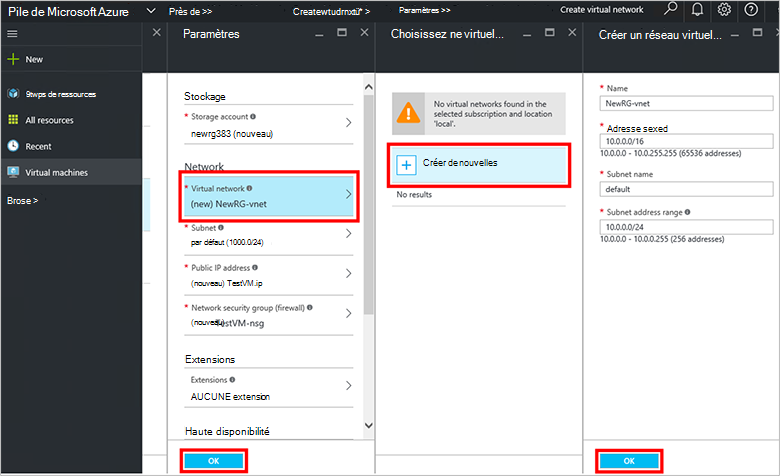 Pile de Microsoft Azure
Près de >>
Createwtudrnxtü* >
Paramètres >>
Create virtual network
New
9twps de ressources
All resources
Recent
Virtual machines
Brose >
Paramètres
Stockage
* Storage account
newrg383 (nouveau)
Network
* Virtual network
(new) NewRG-vnet
* Subnet
par défaut (1000.0/24)
* Public IP address
(nouveau) TestVM.ip
* Network security group (firewall)
(nouveau) TestVM-nsg
Extensions
Extensions
AUCUNE extension
Haute disponibilité
OK
Choisissez ne virtuel...
No virtual networks found in the
selected subscription and location
'local'.
Créer de nouvelles
No results
Créer un réseau virtuel...
* Name
NewRG-vnet
* Adresse sexed
10.0.0.0/16
10.0.0.0 - 10.0.255.255 (65536 addresses)
* Subnet name
default
* Subnet address range
10.0.0.0/24
10.0.0.0 - 10.0.0.255 (256 addresses)
OK